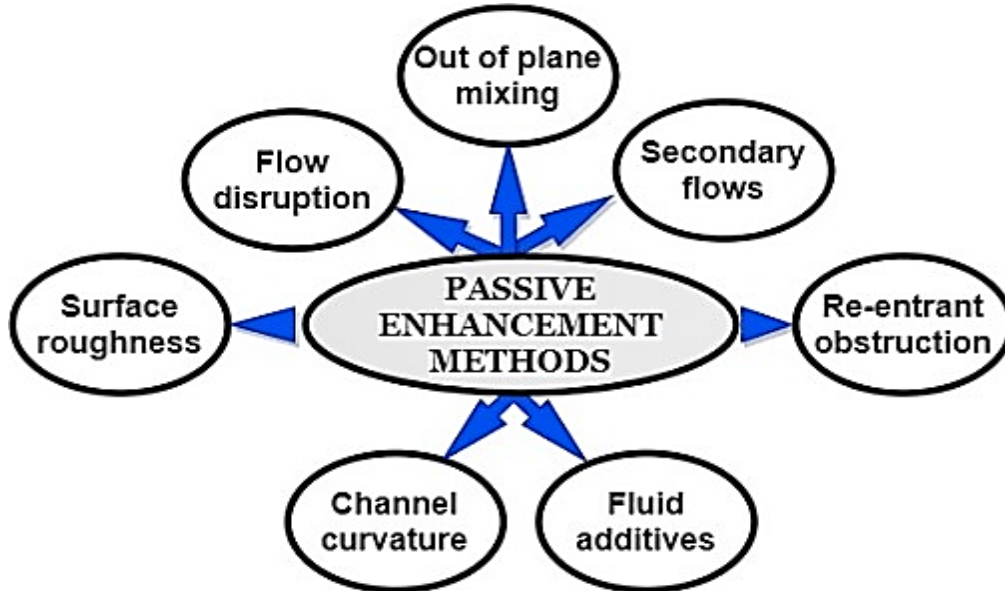 Out of plane
mixing
Flow
disruption
Secondary
flows
Surface
roughness
PASSIVE
ENHANCEMENT
METHODS
Re-entrant
obstruction
Channel
curvature
Fluid
additives